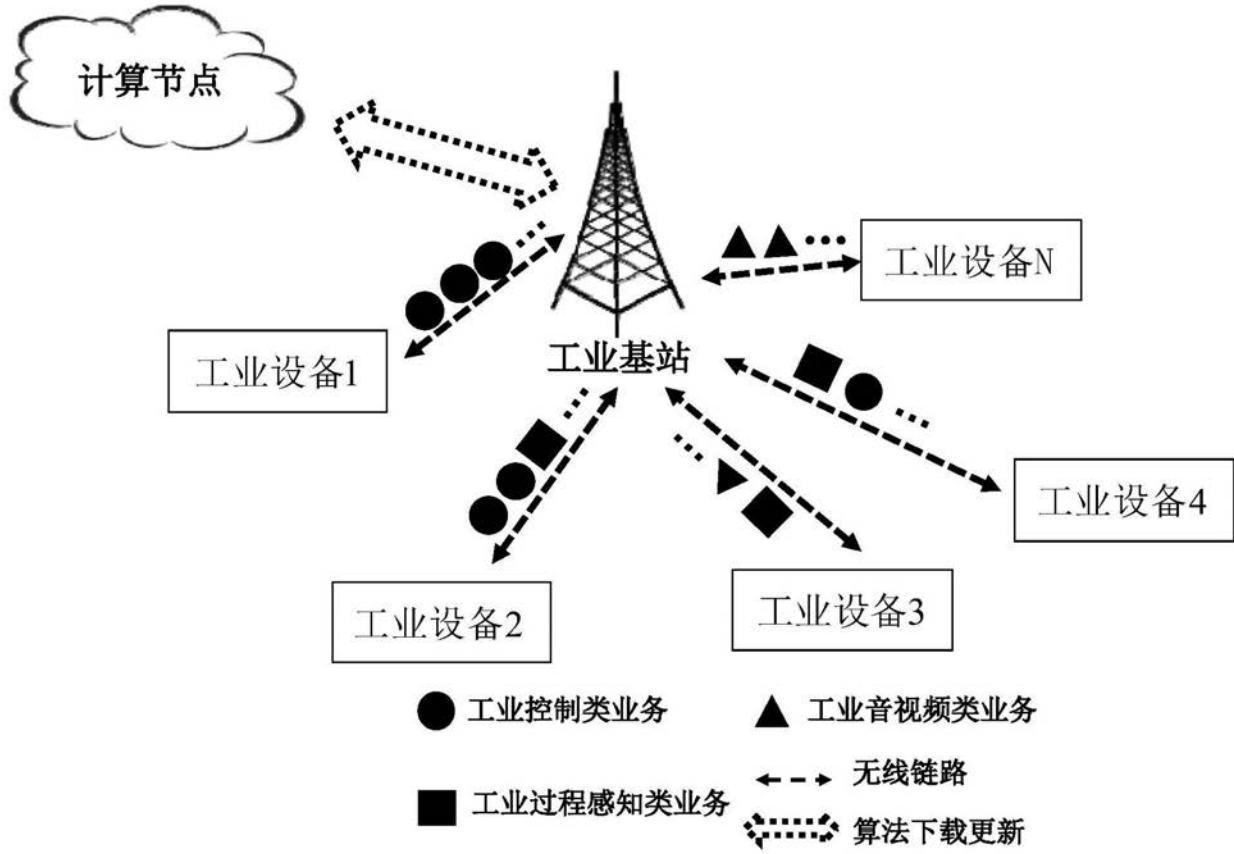 计算节点
工业设备N
工业设备1
工业基站
工业设备4
工业设备2
工业设备3
工业控制类业务
工业音视频类业务
无线链路
工业过程感知类业务
算法下载更新